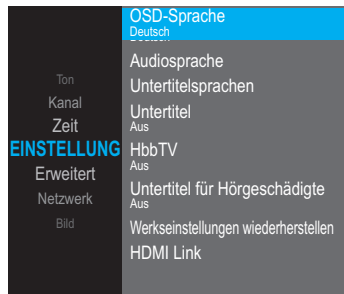 Ton
Kanal
Zeit
EINSTELLUNG
Erweitert
Netzwerk
Bild
OSD-Sprache
Deutsch
Deutsch
Audiosprache
Untertitelsprachen
Untertitel
Aus
HbbTV
Aus
Untertitel für Hörgeschädigte
Aus
Werkseinstellungen wiederherstellen
HDMI Link